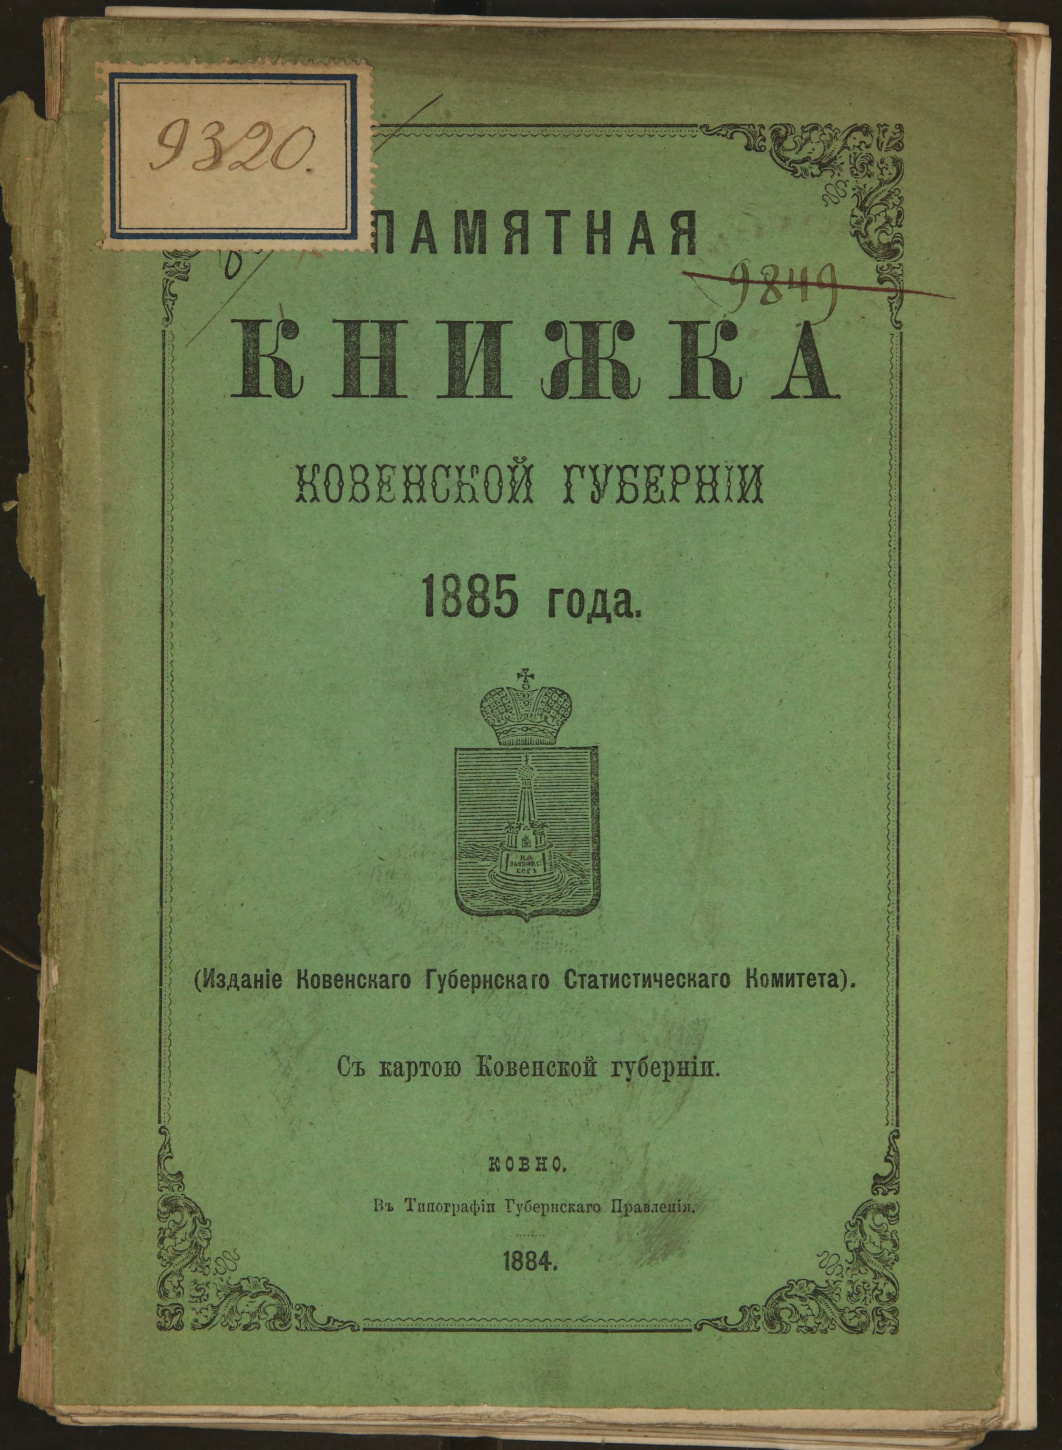 9320.
ПАМЯТНАЯ
9849
КНИЖКА
КОВЕНСКОЙ ГУБЕРНІИ
1885 года.
(Изданіе Ковенскаго Губернскаго Статистическаго Комитета).
Съ картою Ковенской губерніи.
КОВНО.
Въ Типографіи Губернскаго Правленія.
1884.